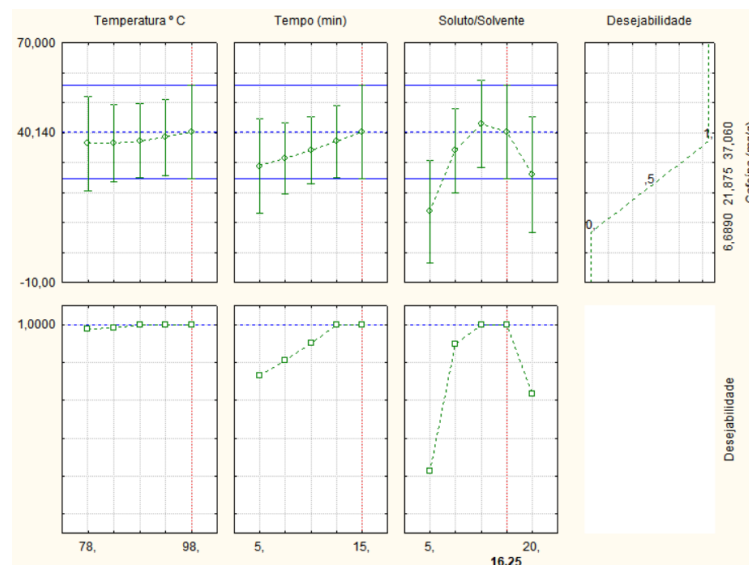 Temperatura º C
Tempo (min)
Soluto/Solvente
Desejabilidade
70,000
40,140
-10,00
1,
,5
0,
6,6890 21,875 37,060
1,0000
Desejabilidade
78,
98,
5,
15,
5,
20,
16,25